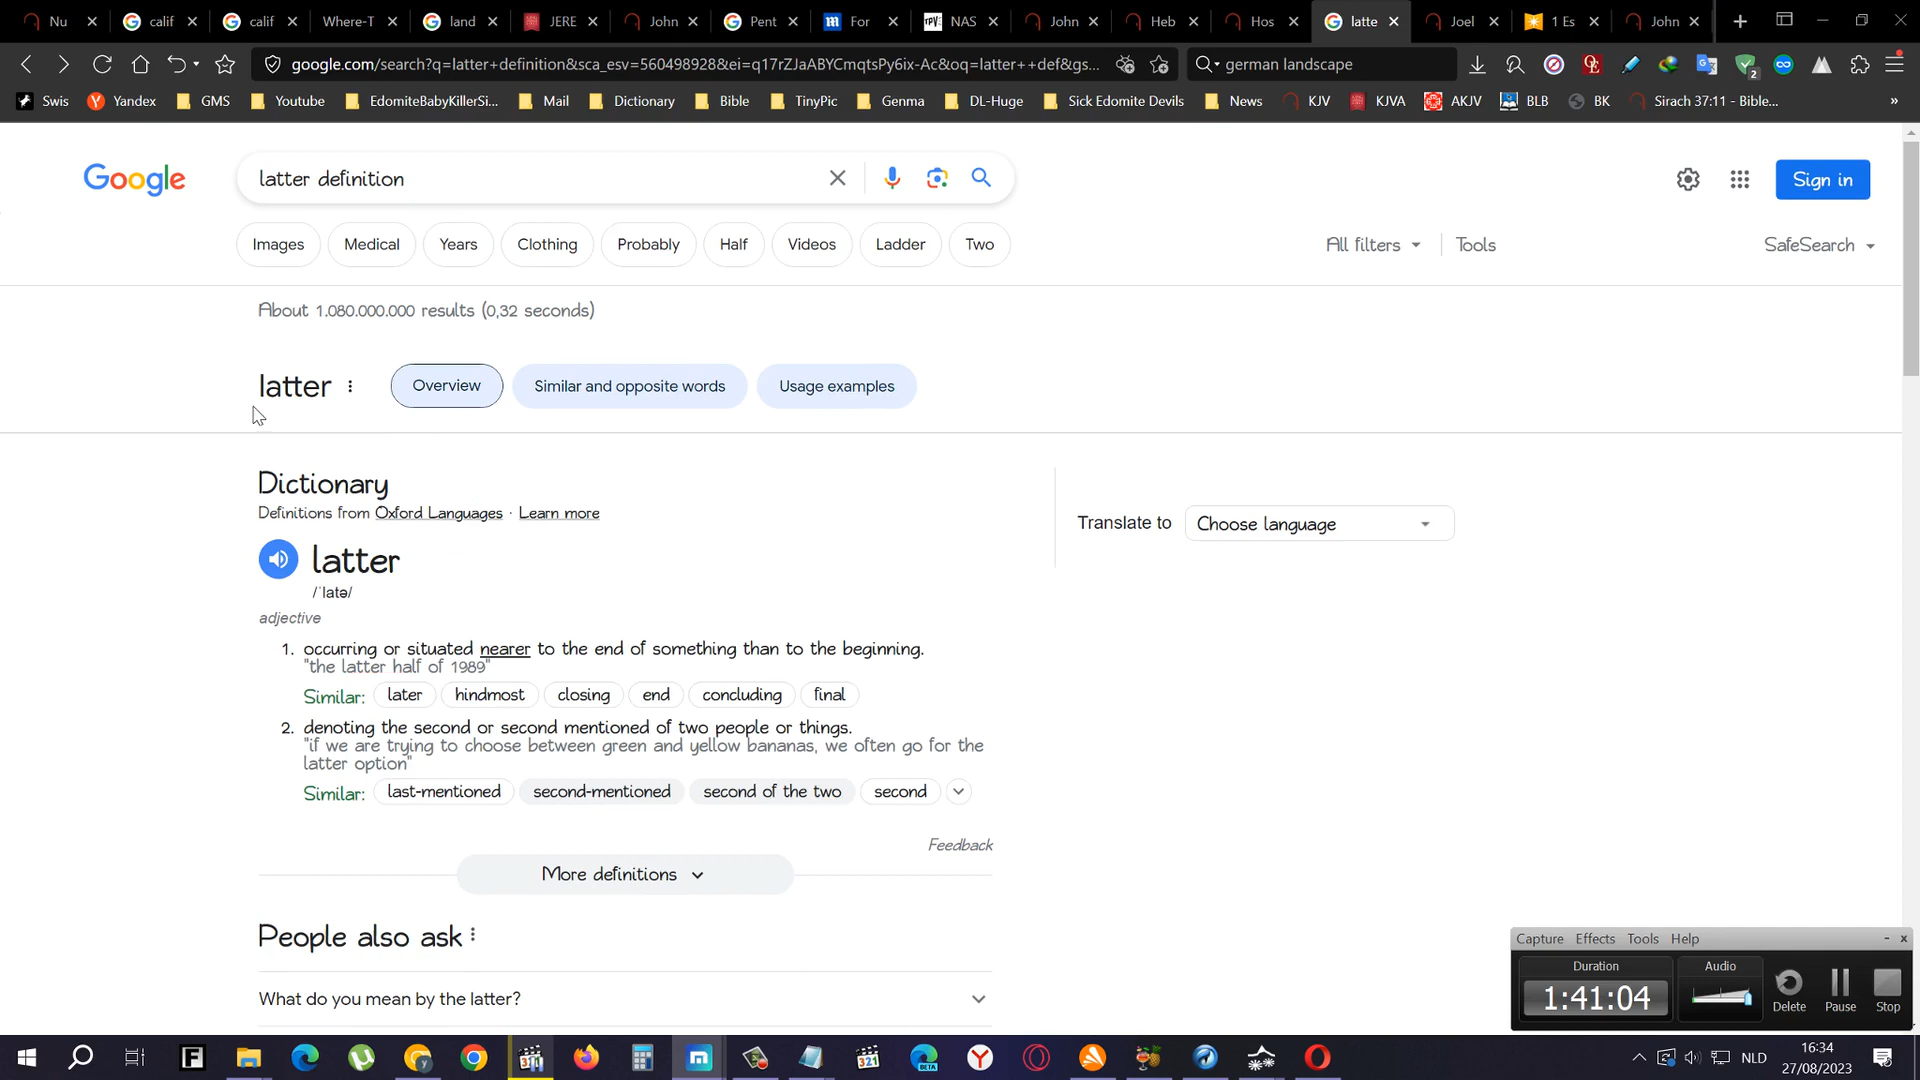 Nu
calif
calif
Where-T
land
JERE
John
Pent
For
NAS
John
Heb
Hos
latte
Joel
1 Es
John
google.com/search?q=latter+definition&sca_esv=560498928&ei=q17rZJaABYCmqtsPy6ix-Ac&oq=latter++def&gs...
german landscape
2
Swis
Yandex
GMS
Youtube
EdomiteBabyKillerSi...
Mail
Dictionary
Bible
TinyPic
Genma
DL-Huge
Sick Edomite Devils
News
KJV
KJVA
AKJV
BLB
BK
Sirach 37:11 - Bible...
Google
latter definition
Sign in
Images
Medical
Years
Clothing
Probably
Half
Videos
Ladder
Two
All filters
Tools
SafeSearch
About 1.080.000.000 results (0,32 seconds)
latter
Overview
Similar and opposite words
Usage examples
Dictionary
Definitions from Oxford Languages · Learn more
latter
/ˈlatə/
adjective
1. occurring or situated nearer to the end of something than to the beginning.
"the latter half of 1989"
Similar: later hindmost closing end concluding final
2. denoting the second or second mentioned of two people or things.
"if we are trying to choose between green and yellow bananas, we often go for the
latter option"
Similar: last-mentioned second-mentioned second of the two second
Translate to
Choose language
Feedback
More definitions
People also ask
What do you mean by the latter?
Capture Effects Tools Help
Duration
Audio
1:41:04
Delete
Pause
Stop
NLD
16:34
27/08/2023